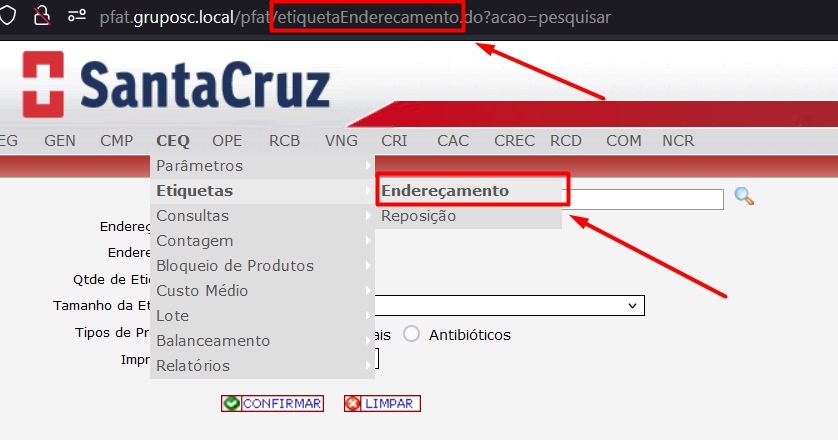 pfat.gruposc.local/pfat/etiquetaEnderecamento.do?acao=pesquisar
SantaCruz
EG GEN CMP CEQ OPE RCB VNG CRI CAC CREC RCD COM NCR
Parâmetros
Etiquetas Endereçamento
Consultas Reposição
Endereç
Contagem
Endere
Bloqueio de Produtos
Qtde de Etiq
Custo Médio
Tamanho da Et
Lote
Tipos de Pr ais Antibióticos
Balanceamento
Impr
Relatórios
CONFIRMAR LIMPAR